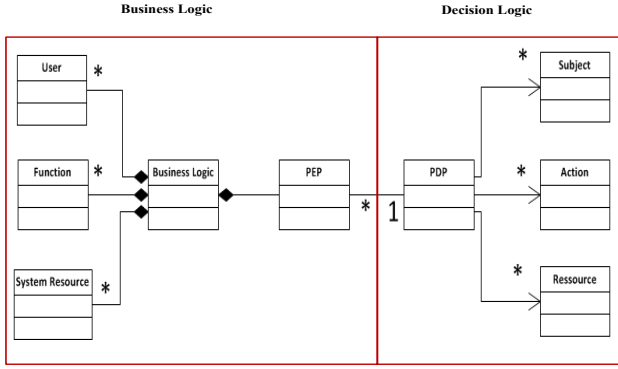 Business Logic
Decision Logic
User
*
*
Subject
Function
*
Business Logic
PEP
*
1
PDP
*
Action
System Resource
*
*
Ressource